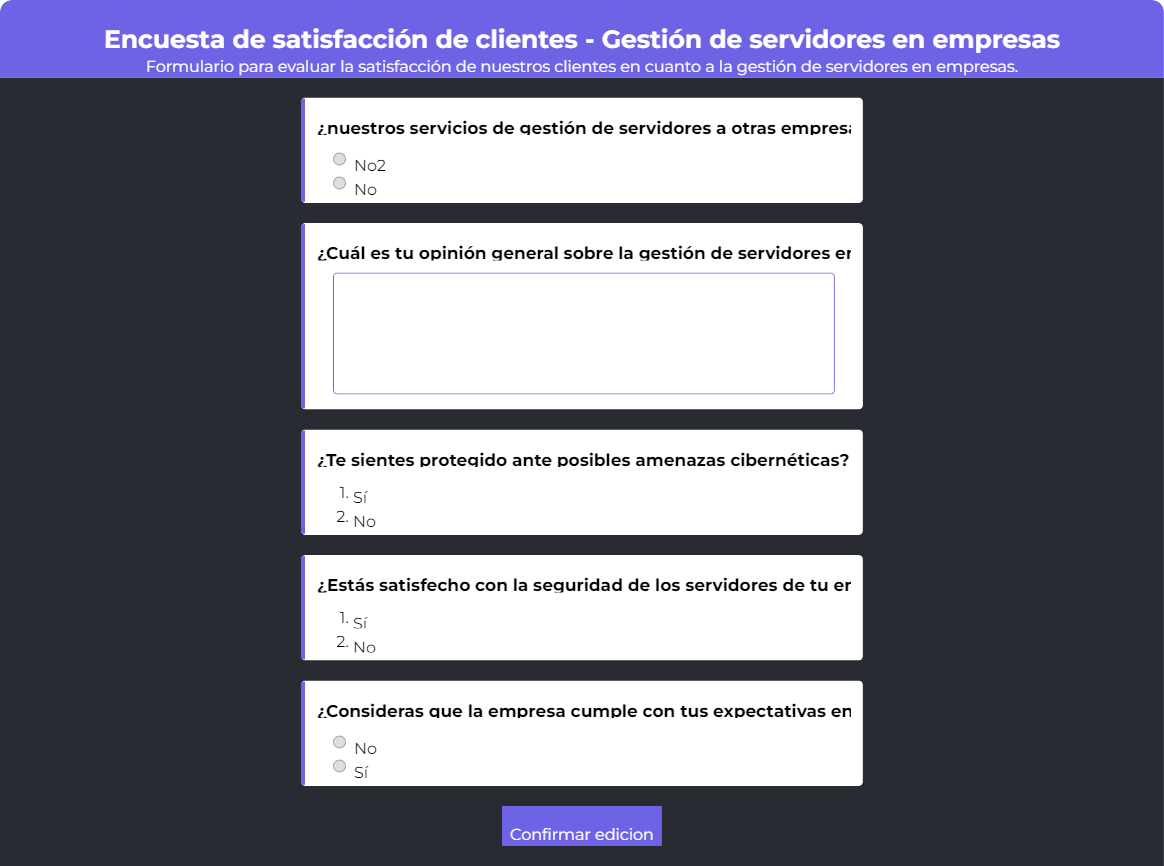 Encuesta de satisfacción de clientes - Gestión de servidores en empresas
Formulario para evaluar la satisfacción de nuestros clientes en cuanto a la gestión de servidores en empresas.
¿nuestros servicios de gestión de servidores a otras empresa
No2
No
¿Cuál es tu opinión general sobre la gestión de servidores en
¿Te sientes protegido ante posibles amenazas cibernéticas?
1. Sí
2. No
¿Estás satisfecho con la seguridad de los servidores de tu em
1. Sí
2. No
¿Consideras que la empresa cumple con tus expectativas en
No
Sí
Confirmar edicion